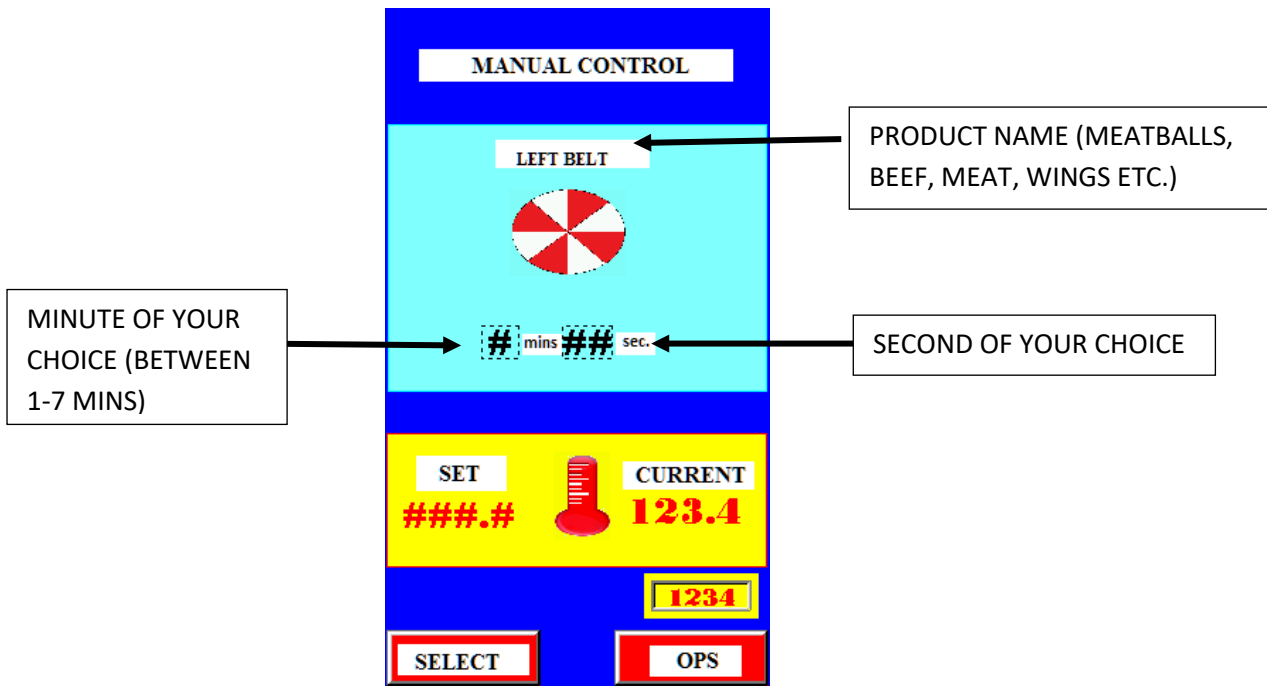 MANUAL CONTROL
PRODUCT NAME (MEATBALLS,
BEEF, MEAT, WINGS ETC.)
LEFT BELT
MINUTE OF YOUR
CHOICE (BETWEEN
1-7 MINS)
# mins ## sec.
SECOND OF YOUR CHOICE
SET
###.#
CURRENT
123.4
1234
SELECT
OPS